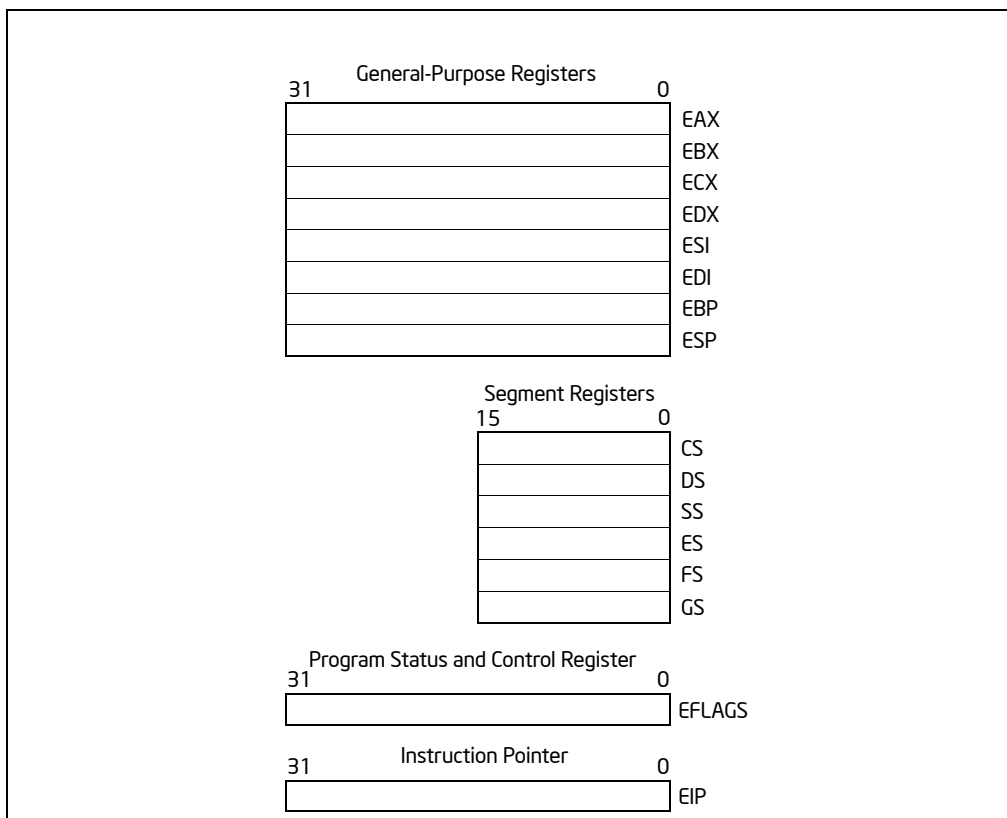 General-Purpose Registers
31 0
EAX
EBX
ECX
EDX
ESI
EDI
EBP
ESP
Segment Registers
15 0
CS
DS
SS
ES
FS
GS
Program Status and Control Register
31 0
EFLAGS
Instruction Pointer
31 0
EIP